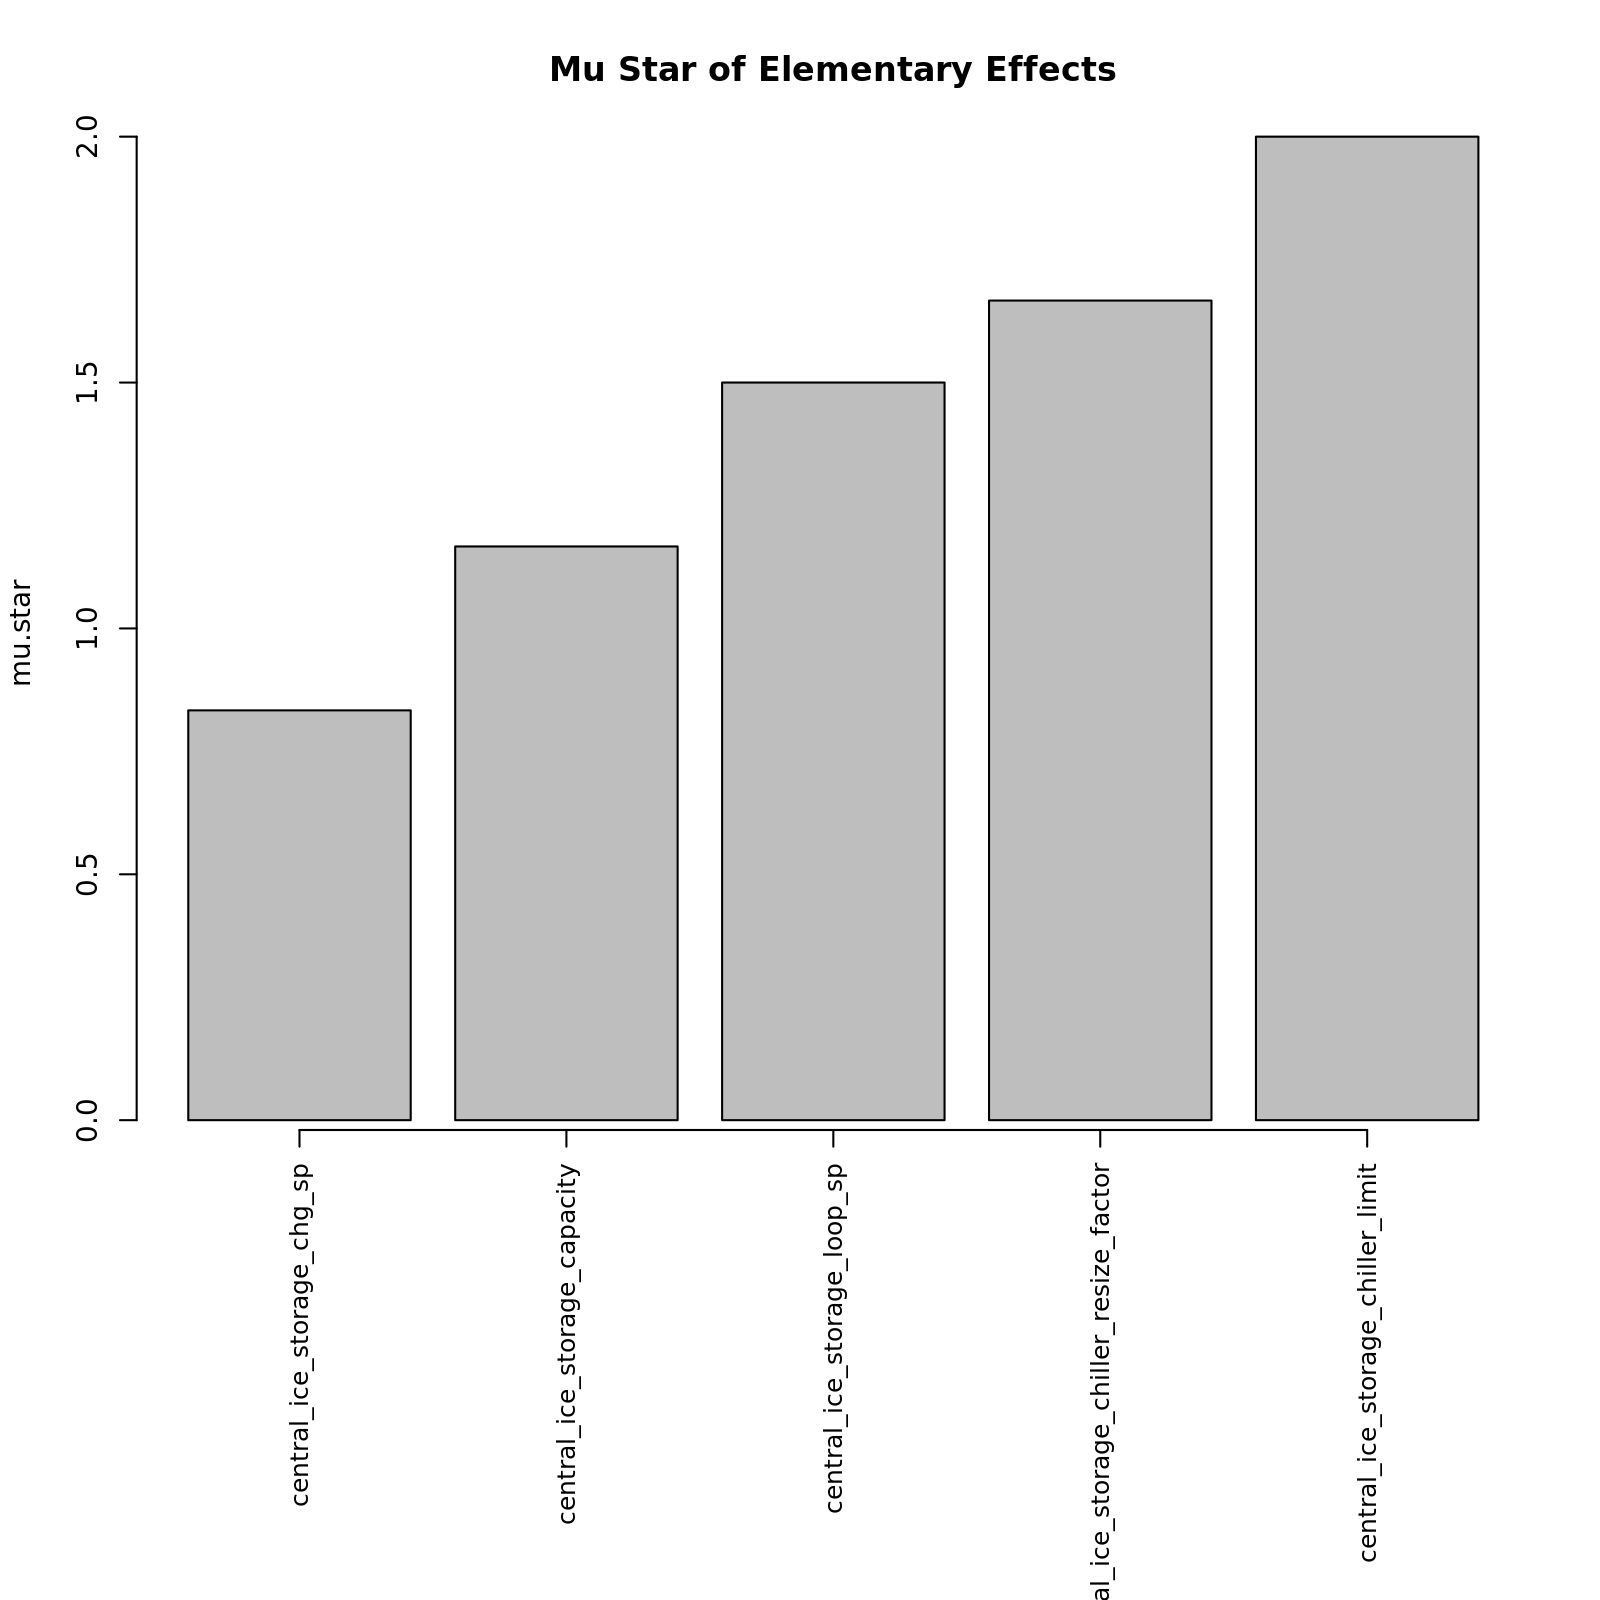 Mu Star of Elementary Effects
mu.star
2.0
1.5
1.0
0.5
0.0
central_ice_storage_chg_sp
central_ice_storage_capacity
central_ice_storage_loop_sp
al_ice_storage_chiller_resize_factor
central_ice_storage_chiller_limit